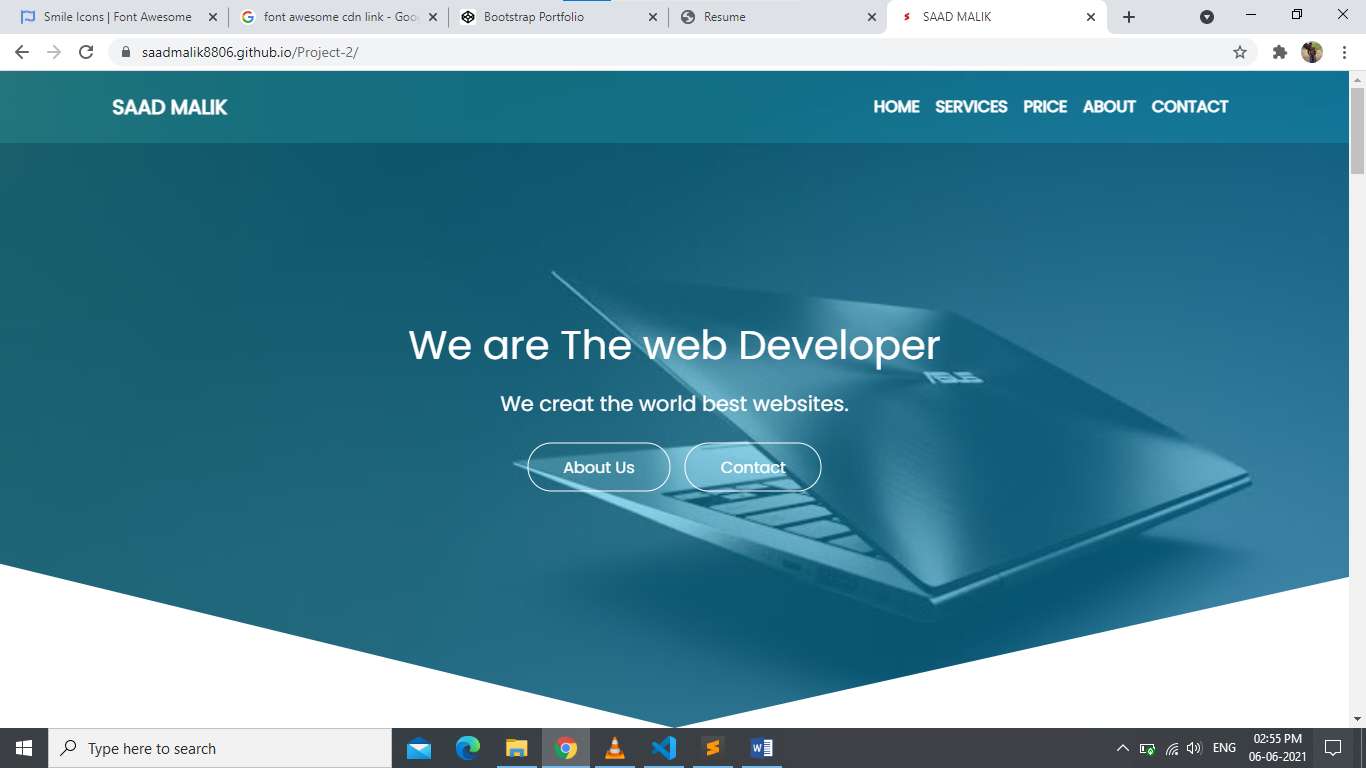 Smile Icons | Font Awesome
font awesome cdn link - Goo
Bootstrap Portfolio
Resume
SAAD MALIK
saadmalik8806.github.io/Project-2/
SAAD MALIK
HOME SERVICES PRICE ABOUT CONTACT
ASUS
We are The web Developer
We creat the world best websites.
About Us
Contact
Type here to search
ENG
02:55 PM
06-06-2021